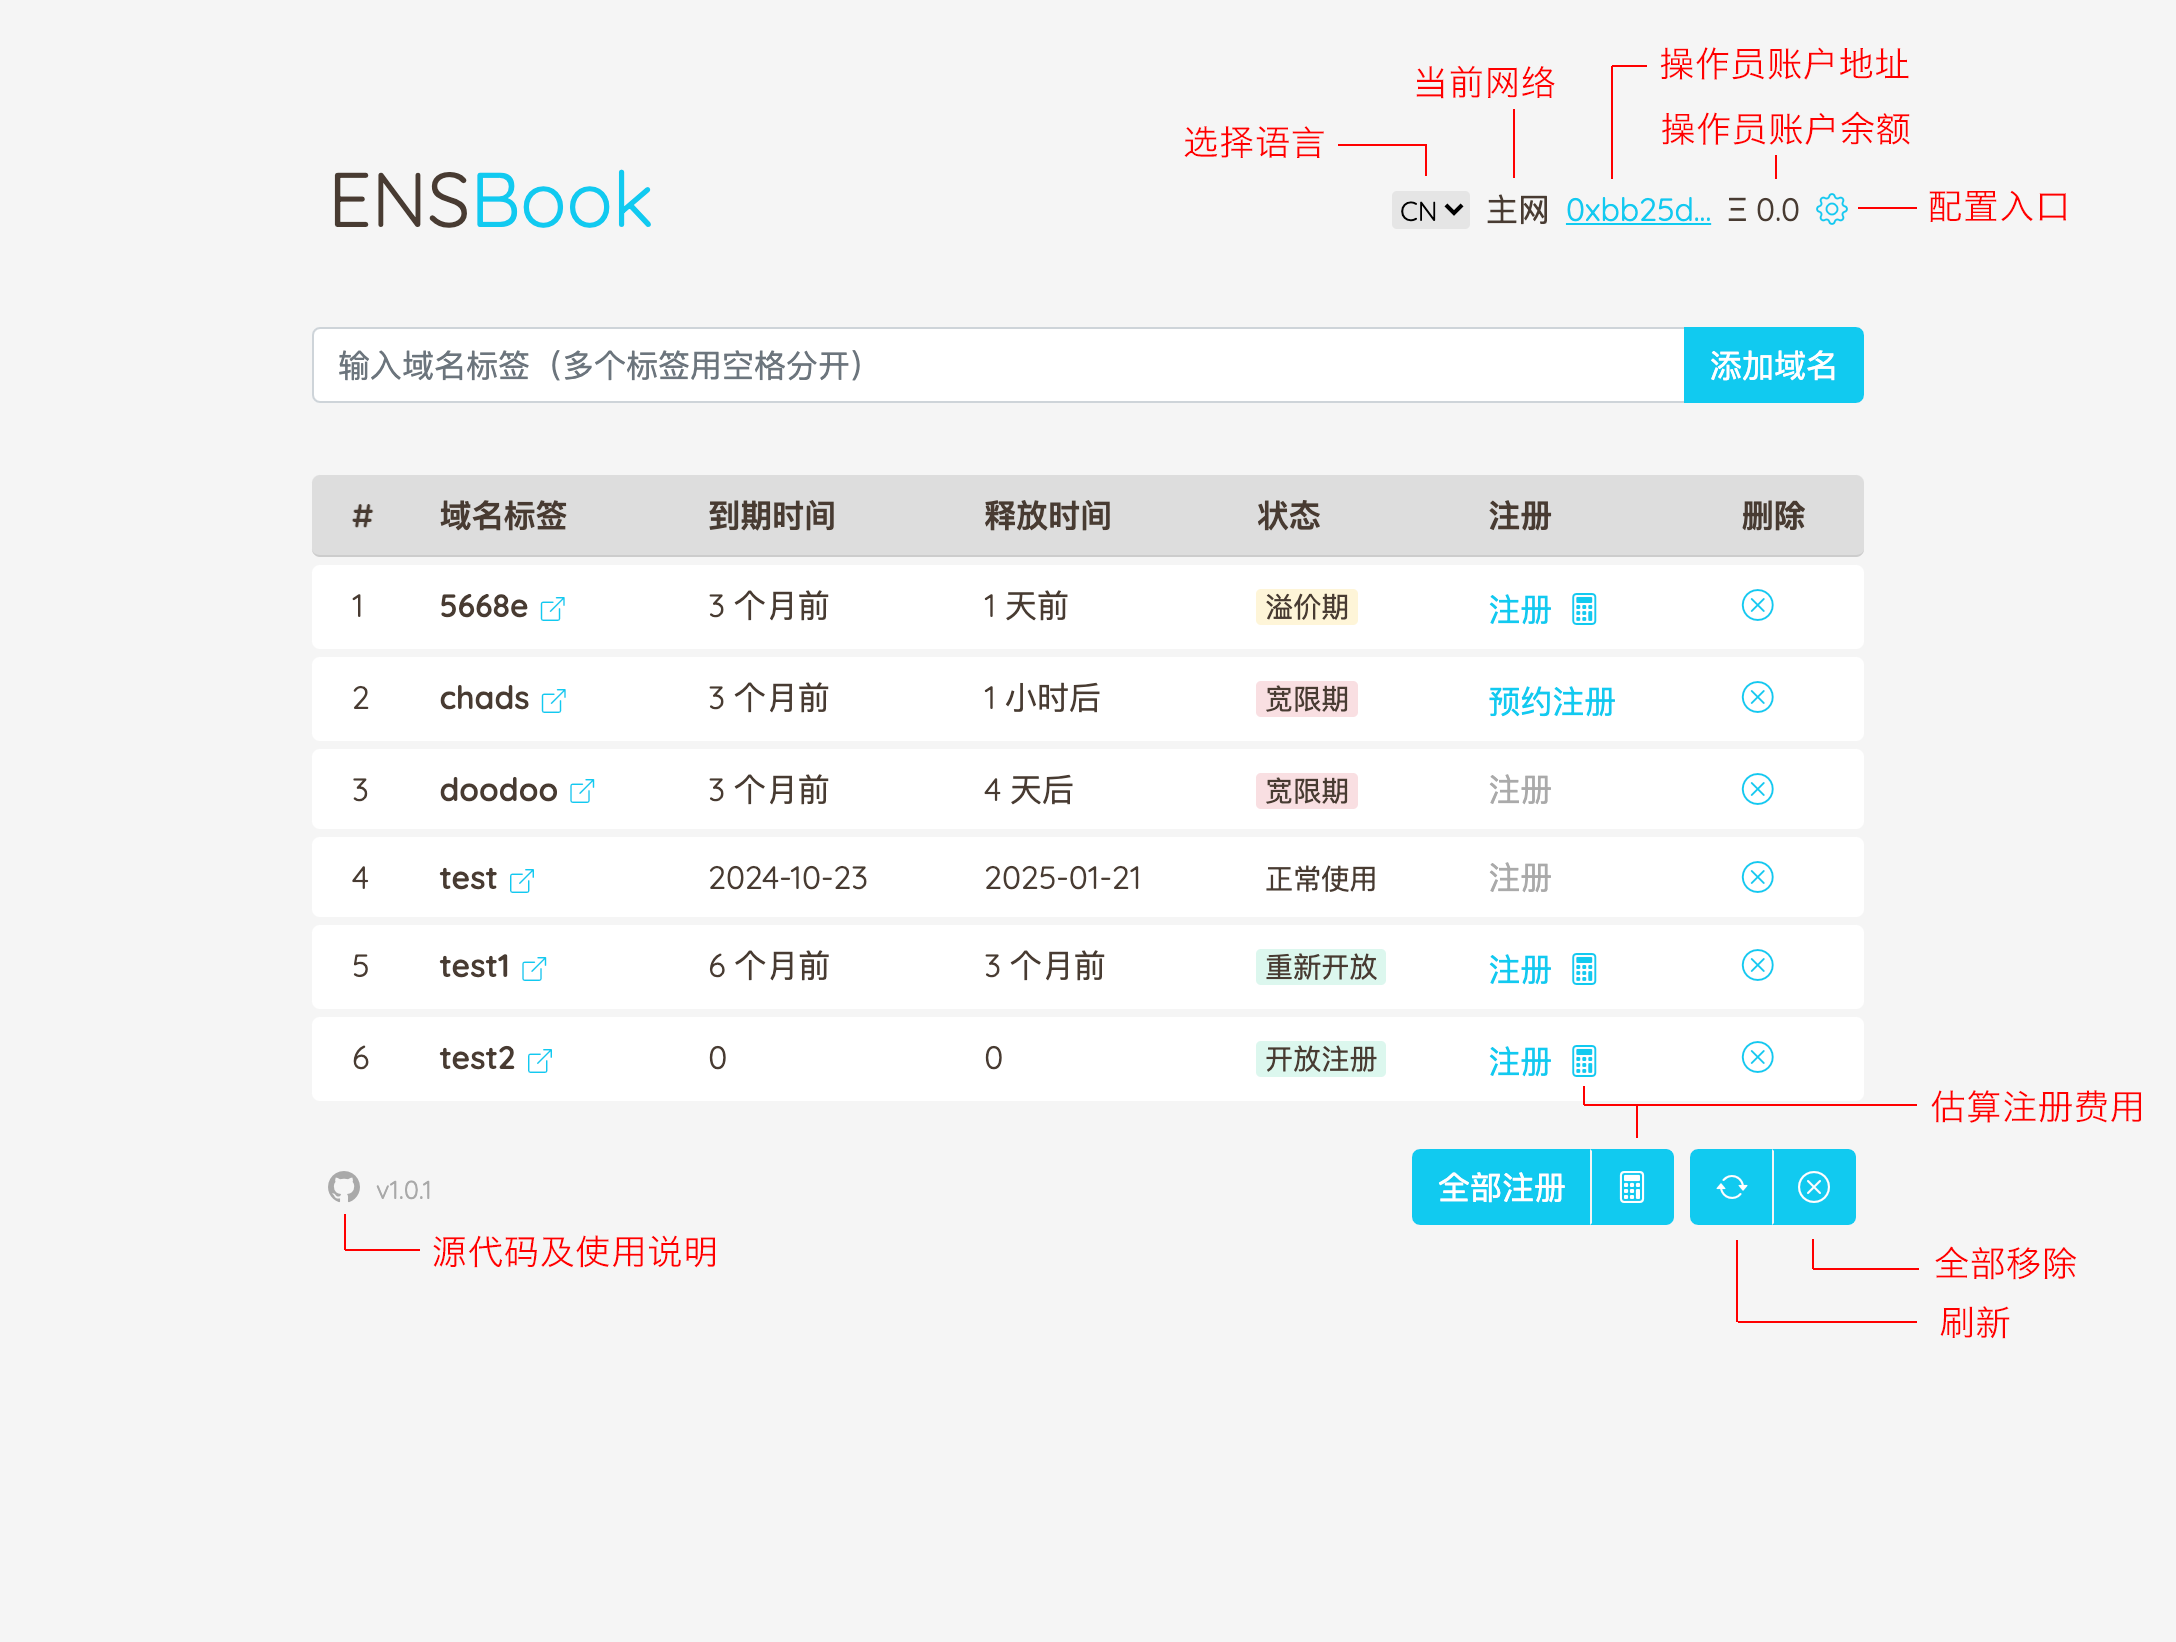 操作员账户地址
当前网络
操作员账户余额
选择语言
ENSBook
CN 主网 0xbb25d... Ξ 0.0 配置入口
输入域名标签（多个标签用空格分开） 添加域名
# 域名标签 到期时间 释放时间 状态 注册 删除
1 5668e 3 个月前 1 天前 溢价期 注册
2 chads 3 个月前 1 小时后 宽限期 预约注册
3 doodoo 3 个月前 4 天后 宽限期 注册
4 test 2024-10-23 2025-01-21 正常使用 注册
5 test1 6 个月前 3 个月前 重新开放 注册
6 test2 0 0 开放注册 注册
估算注册费用
v1.0.1 全部注册
源代码及使用说明
全部移除
刷新